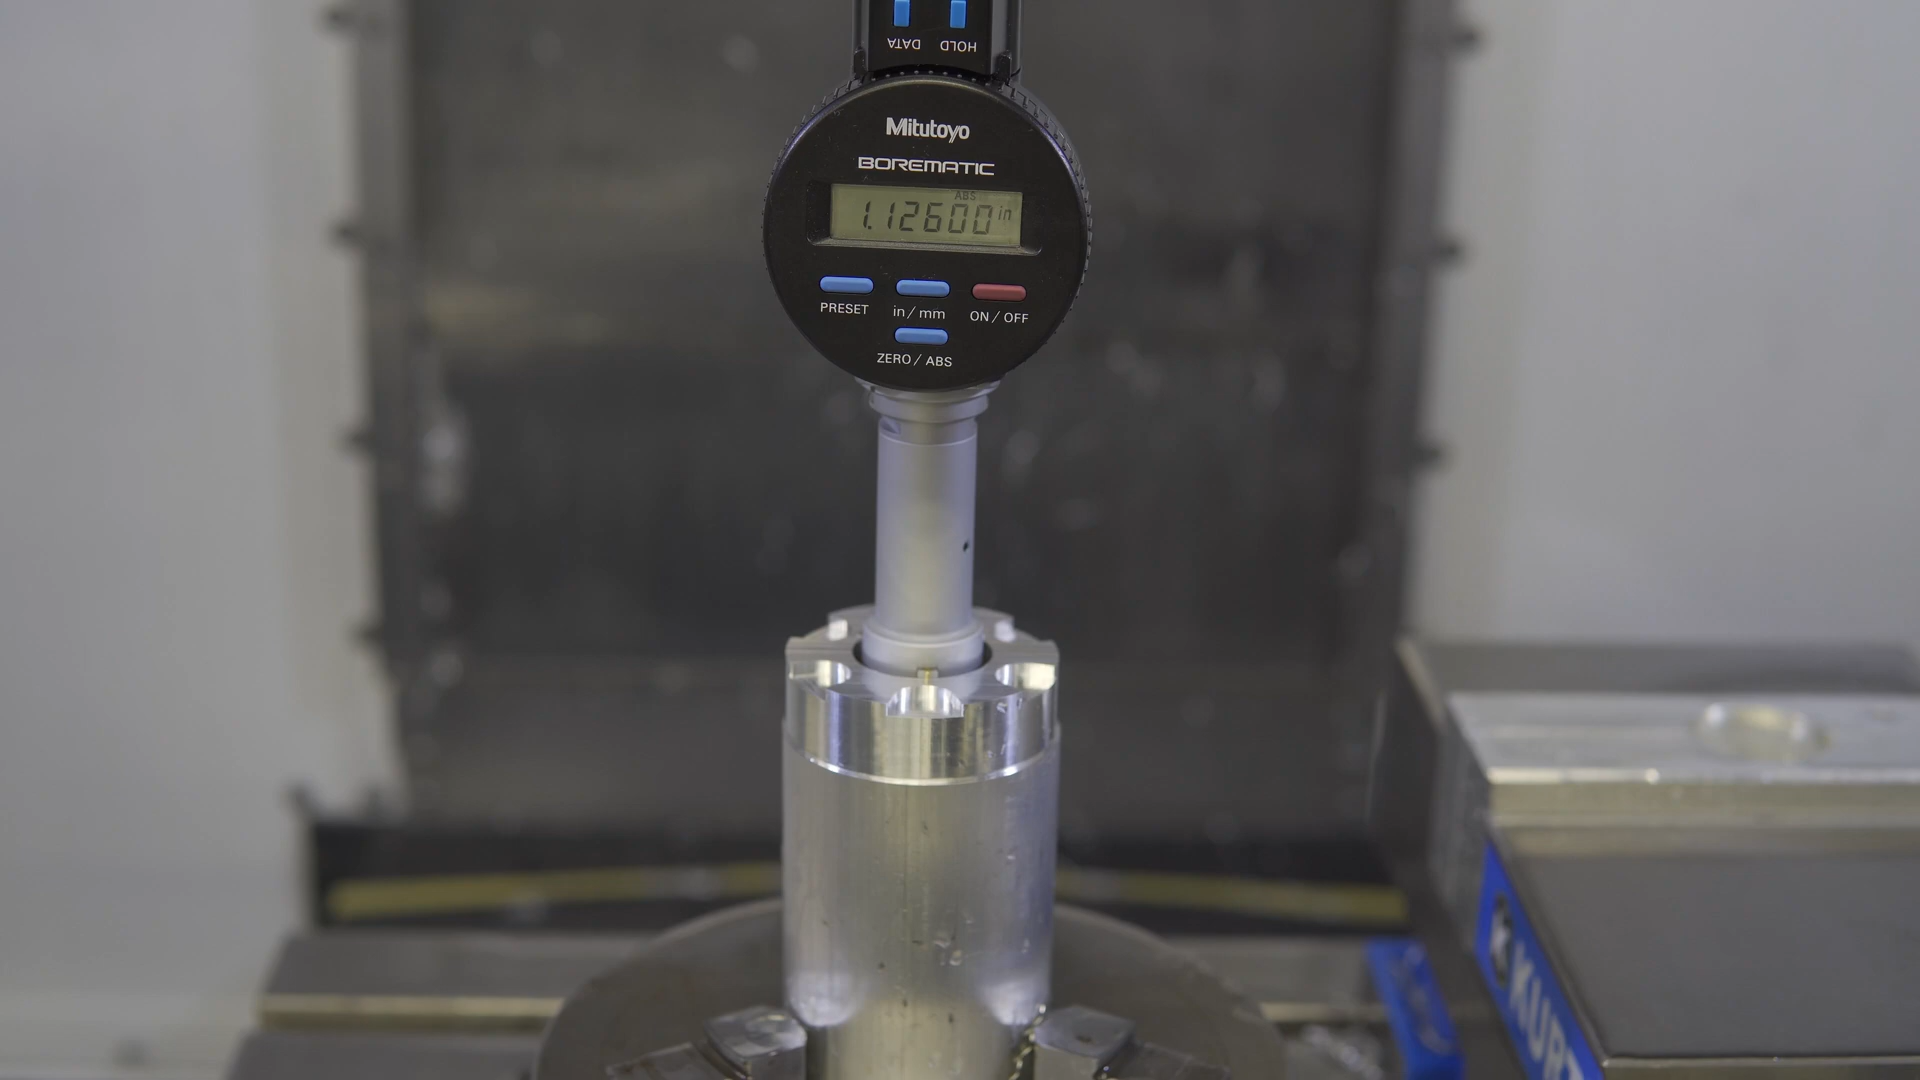 DATA HOLD
Mitutoyo
BOREMATIC
ABS
1.12600 in
PRESET in/mm ON/OFF
ZERO/ABS
KURT